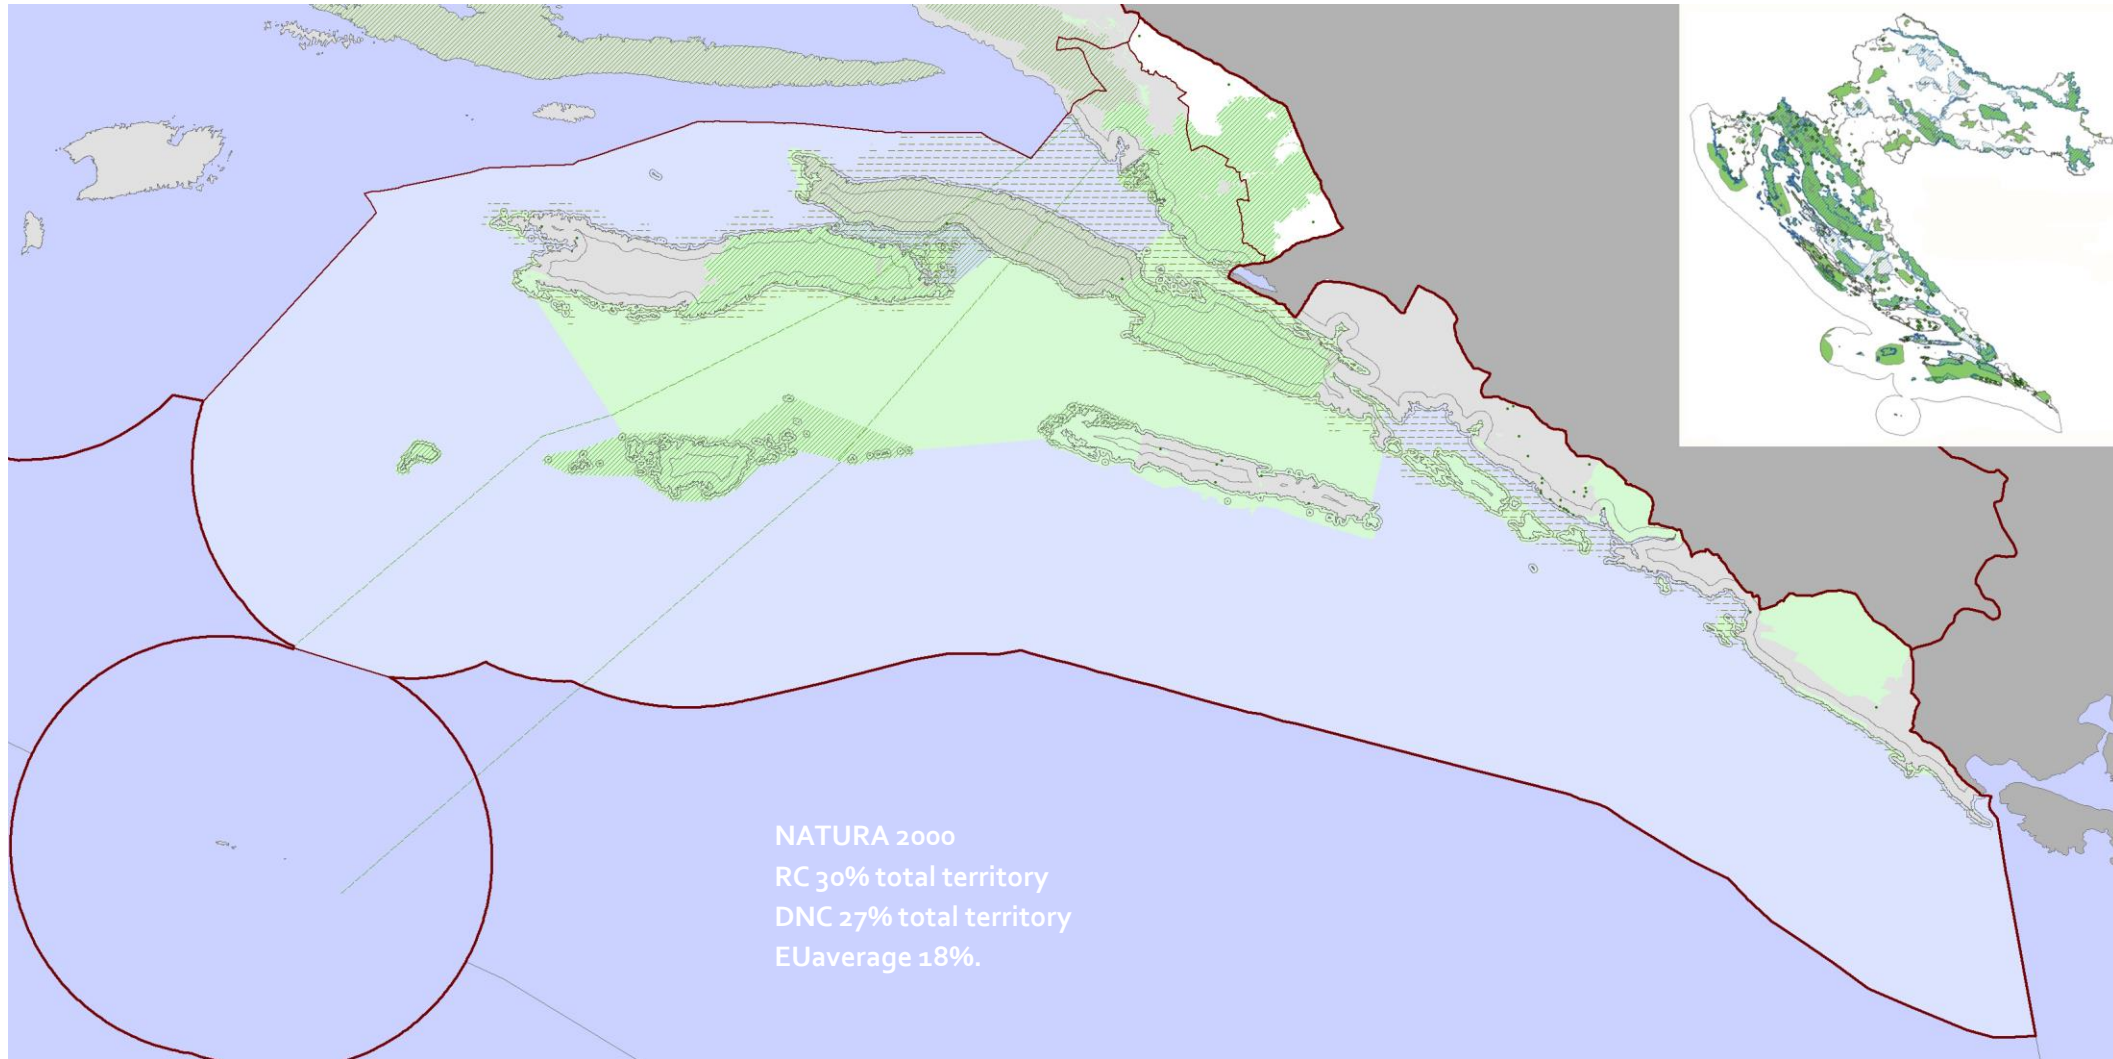 NATURA 2000
RC 30% total territory
DNC 27% total territory
EUaverage 18%.